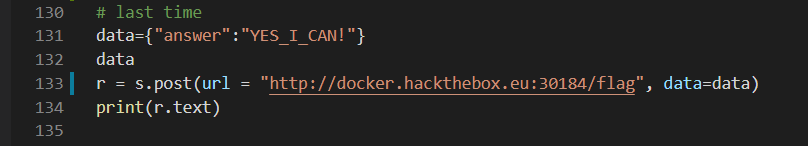 130 # last time
131 data={"answer":"YES_I_CAN!"}
132 data
133 r = s.post(url = "http://docker.hackthebox.eu:30184/flag", data=data)
134 print(r.text)
135